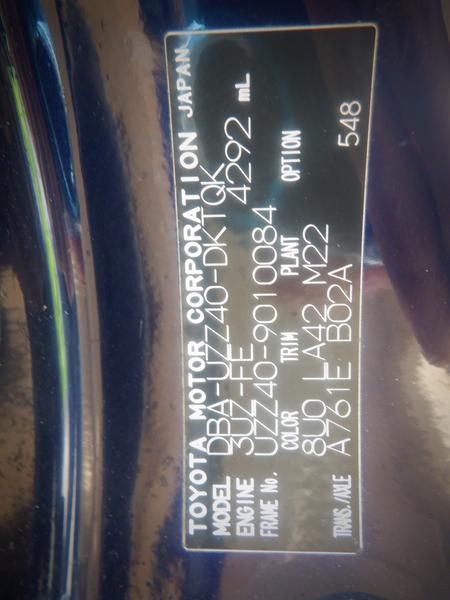 TOYOTA MOTOR CORPORATION JAPAN
MODEL DBA-UZZ40-DKTQK
ENGINE 3UZ-FE 4292 mL
FRAME No. UZZ40-9010084
COLOR TRIM PLANT OPTION
8U0 LA42 M22
TRANS./AXLE A761E B02A 548